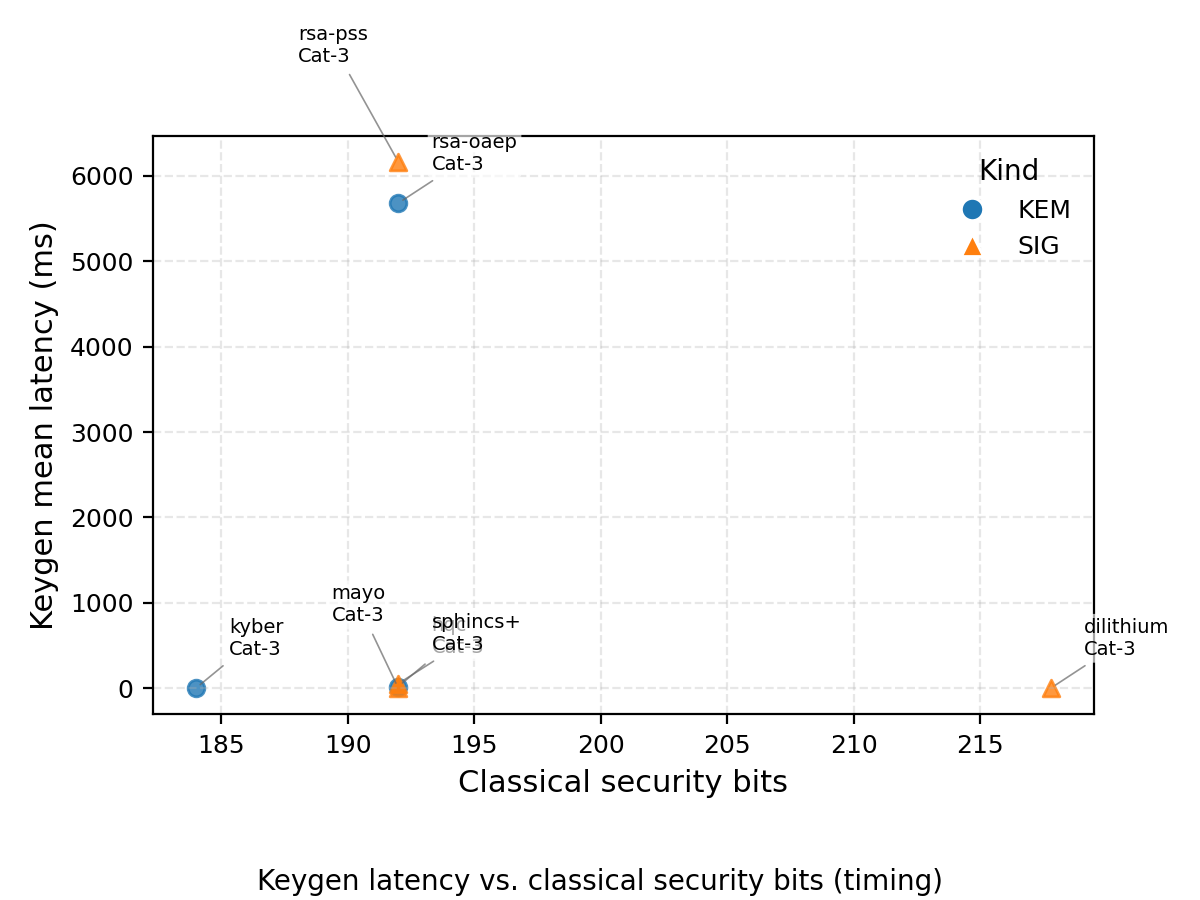 rsa-pss
Cat-3
rsa-oaep
Cat-3
Kind
KEM
SIG
6000
5000
4000
3000
2000
1000
0
Keygen mean latency (ms)
mayo
Cat-3
kyber
Cat-3
sphincs+
Cat-3
dilithium
Cat-3
185
190
195
200
205
210
215
Classical security bits
Keygen latency vs. classical security bits (timing)